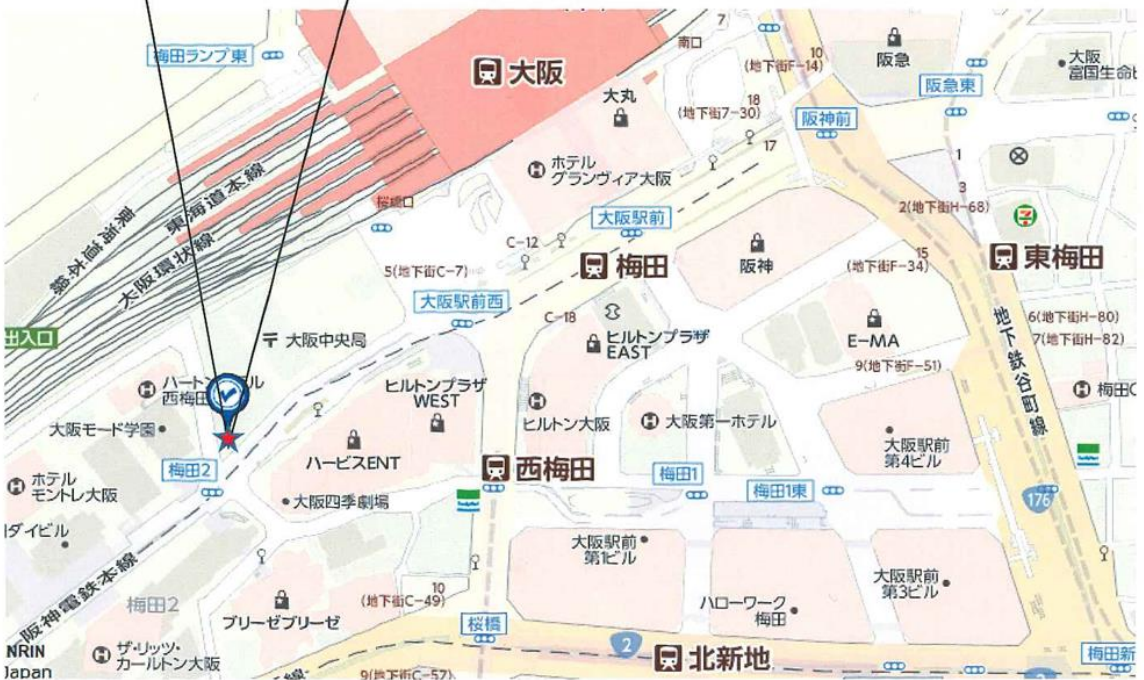 7
南口
10
(地下街F-14)
阪急
大阪
富国生命
梅田ランプ東
大阪
阪急東
大丸
18
(地下街7-30)
阪神前
17
ホテル
グランヴィア大阪
1
3
2(地下街H-68)
東海道本線
東海道本線
大阪環状線
桜橋口
大阪駅前
C-12
梅田
阪神
15
(地下街F-34)
東梅田
5(地下街C-7)
大阪駅前西
C-18
ヒルトンプラザ
EAST
E-MA
9(地下街F-51)
6(地下街H-80)
7(地下街H-82)
地下鉄谷町線
出入口
大阪中央局
西梅田
ヒルトンプラザ
WEST
ヒルトン大阪
大阪第一ホテル
梅田
大阪モード学園
ハービスENT
大阪駅前
第4ビル
梅田2
ホテル
モントレ大阪
西梅田
梅田1
梅田1東
176
大阪四季劇場
ダイビル
大阪駅前
第1ビル
大阪駅前
第3ビル
阪神電鉄本線
梅田2
10
(地下街C-49)
ブリーゼブリーゼ
ハローワーク
梅田
桜橋
2
北新地
梅田新
NRIN
Japan
ザ・リッツ・
カールトン大阪
9(地下街C-57)
線